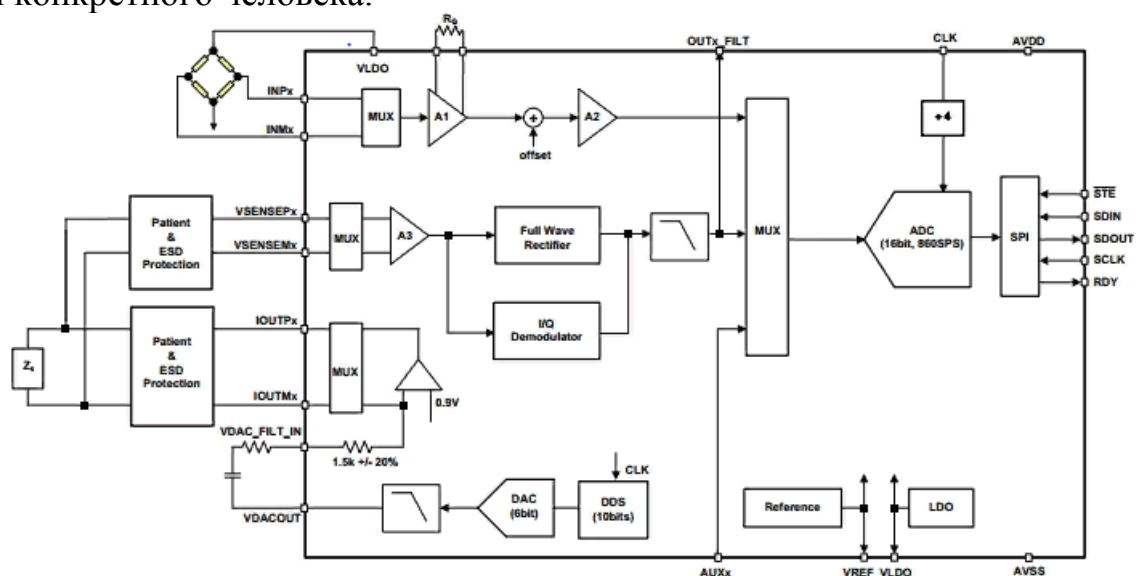 конкретного человека.
RG
OUTx_FILT
CLK
AVDD
VLDO
INPx
INMx
MUX
A1
A2
offset
÷4
Patient
&
ESD
Protection
VSENSEPx
VSENSEMx
MUX
A3
Full Wave
Rectifier
I/Q
Demodulator
MUX
ADC
(16bit, 860SPS)
SPI
STE
SDIN
SDOUT
SCLK
RDY
Zx
Patient
&
ESD
Protection
IOUTPx
IOUTMx
MUX
0.9V
VDAC_FILT_IN
1.5k +/- 20%
VDACOUT
DAC
(6bit)
CLK
DDS
(10bits)
Reference
LDO
AUXx
VREF
VLDO
AVSS